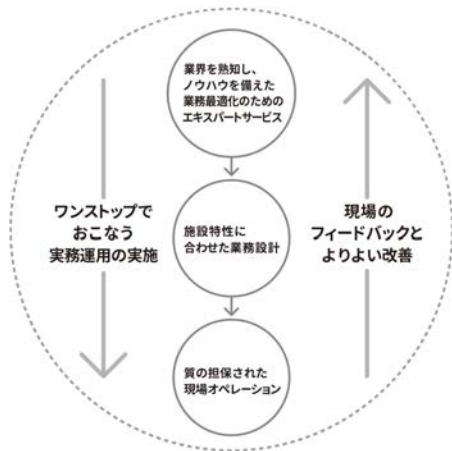 業界を熟知し、
ノウハウを備えた
業務最適化のための
エキスパートサービス
ワンストップで
おこなう
実務運用の実施
施設特性に
合わせた業務設計
現場の
フィードバックと
よりよい改善
質の担保された
現場オペレーション